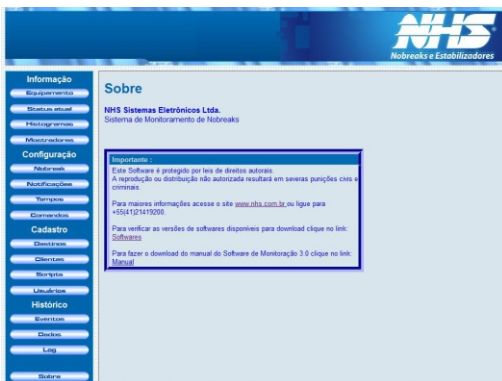 NHS
Nobreaks e Estabilizadores
Informação
Equipamento
Status atual
Histogramas
Mostradores
Configuração
Nobreak
Notificações
Tempos
Comandos
Cadastro
Destinos
Clientes
Scripts
Usuários
Histórico
Eventos
Dados
Log
Sobre
Sobre
NHS Sistemas Eletrônicos Ltda.
Sistema de Monitoramento de Nobreaks
Importante :
Este Software é protegido por leis de direitos autorais.
A reprodução ou distribuição não autorizada resultará em severas punições civis e
criminais.
Para maiores informações acesse o site www.nhs.com.br ou ligue para
+55(41)21419200.
Para verificar as versões de softwares disponíveis para download clique no link:
Softwares
Para fazer o download do manual do Software de Monitoração 3.0 clique no link:
Manual